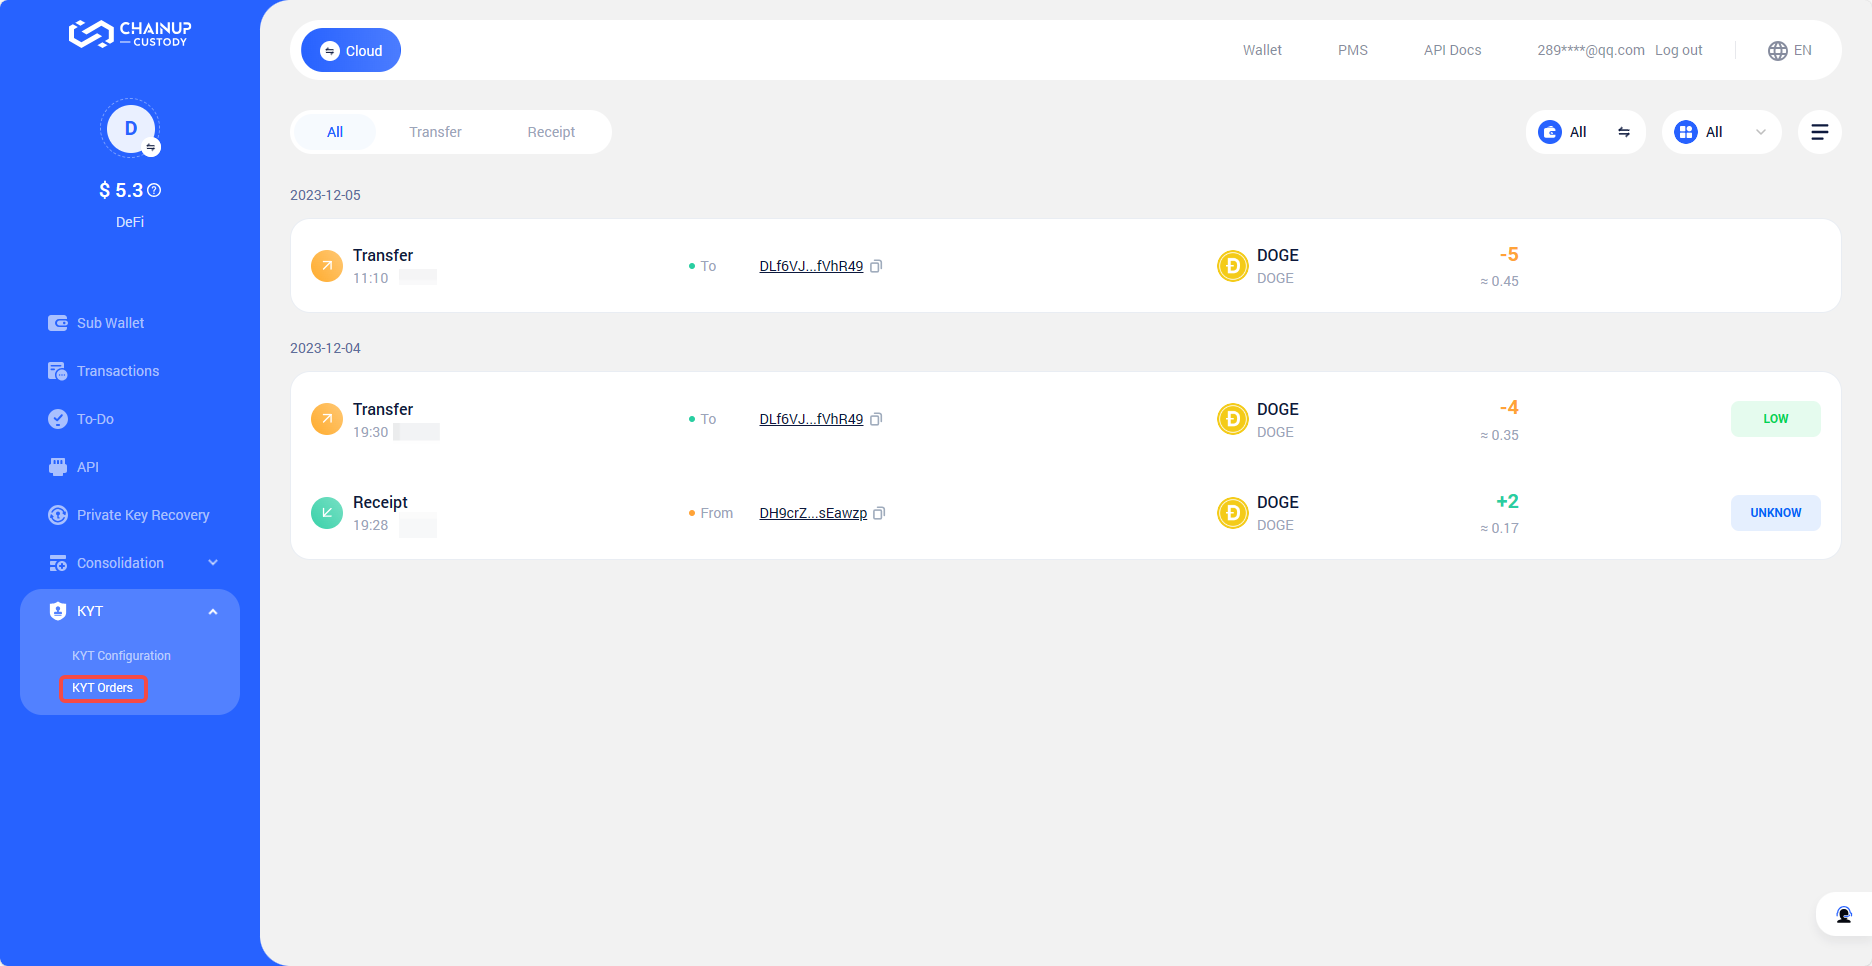 CHAINUP
CUSTODY
D
$ 5.3
DeFi
Sub Wallet
Transactions
To-Do
API
Private Key Recovery
Consolidation
KYT
KYT Configuration
KYT Orders
Cloud
Wallet PMS API Docs 289****@qq.com Log out EN
All Transfer Receipt
All All
2023-12-05
Transfer
11:10
To DLf6VJ...fVhR49
DOGE
DOGE
-5
≈ 0.45
2023-12-04
Transfer
19:30
To DLf6VJ...fVhR49
DOGE
DOGE
-4
≈ 0.35
LOW
Receipt
19:28
From DH9crZ...sEawzp
DOGE
DOGE
+2
≈ 0.17
UNKNOW